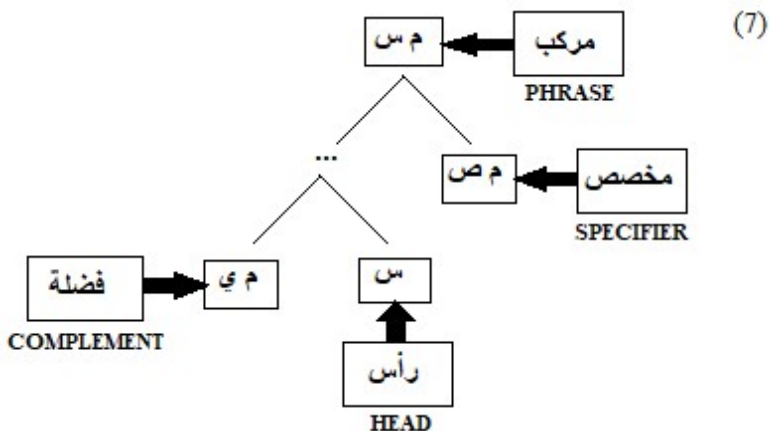 (7)
مركب
م س
PHRASE
...
مخصص
م ص
SPECIFIER
س
م ي
فضلة
COMPLEMENT
رأس
HEAD